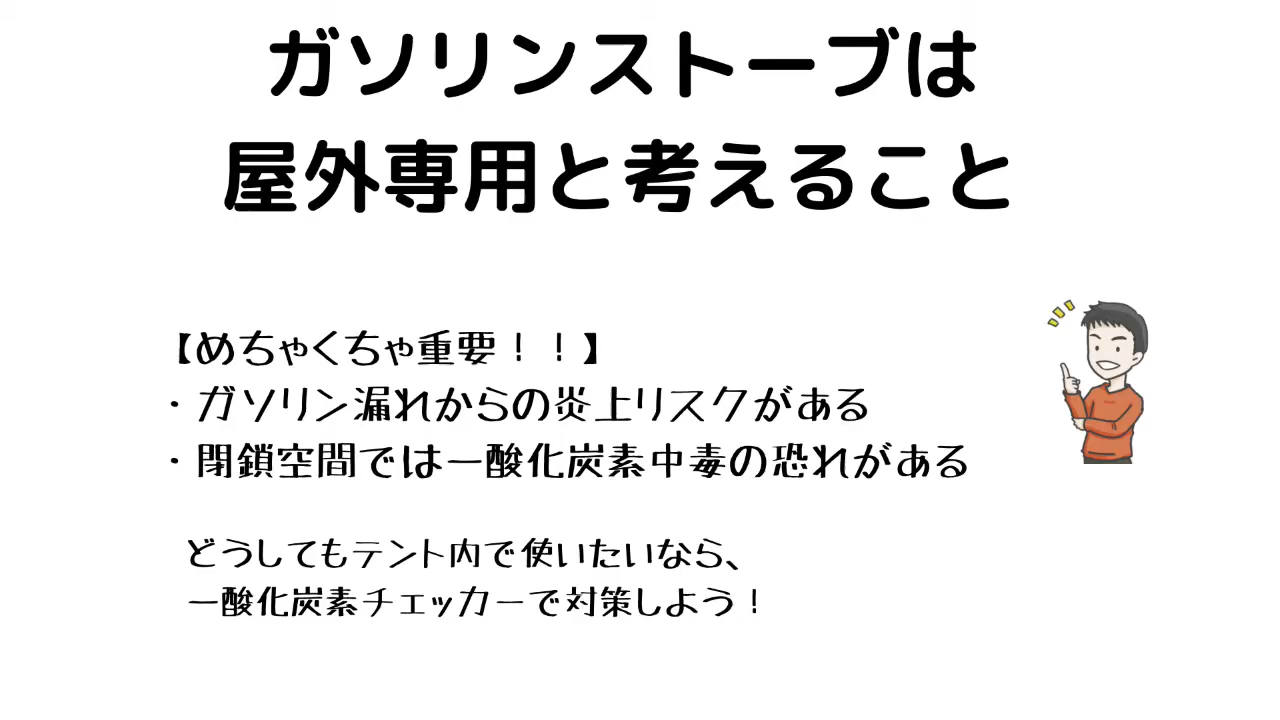 ガソリンストーブは
屋外専用と考えること
【めちゃくちゃ重要！！】
・ガソリン漏れからの炎上リスクがある
・閉鎖空間では一酸化炭素中毒の恐れがある
どうしてもテント内で使いたいなら、
一酸化炭素チェッカーで対策しよう！